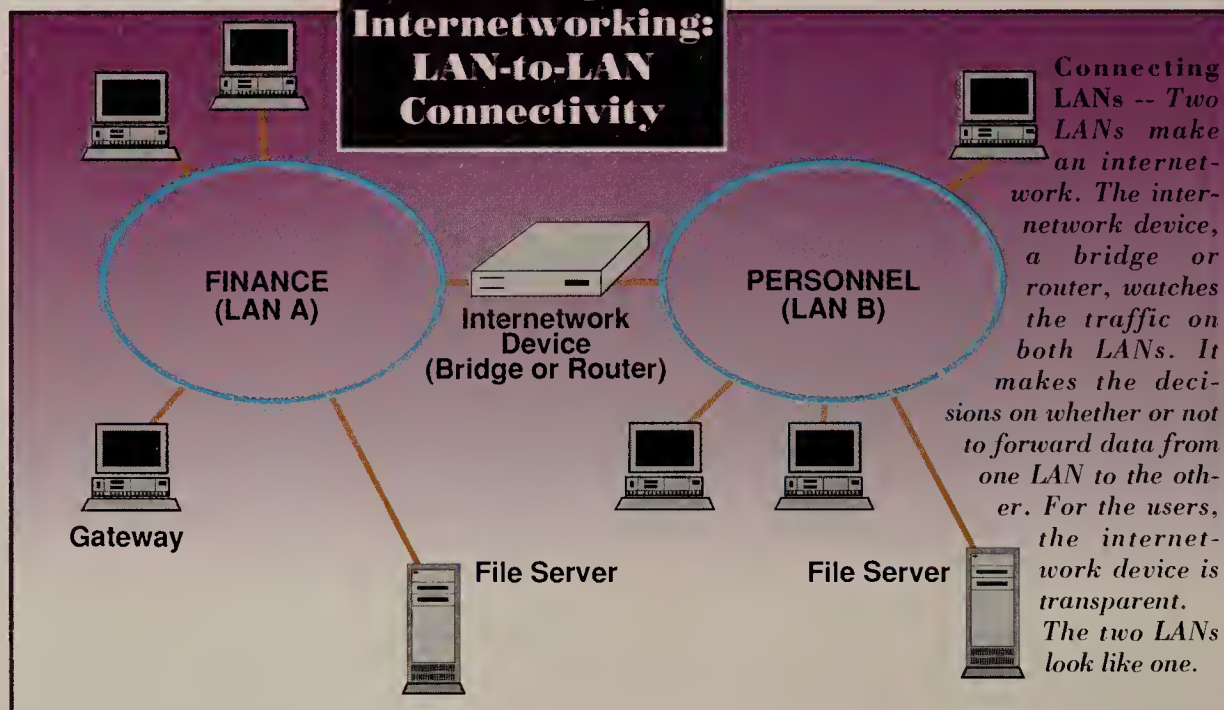 Internetworking:
LAN-to-LAN
Connectivity
FINANCE
(LAN A)
Internetwork
Device
(Bridge or Router)
PERSONNEL
(LAN B)
Gateway
File Server
File Server
Connecting
LANs -- Two
LANs make
an internet-
work. The inter-
network device,
a bridge or
router, watches
the traffic on
both LANs. It
makes the deci-
sions on whether or not
to forward data from
one LAN to the oth-
er. For the users,
the internet-
work device is
transparent.
The two LANs
look like one.